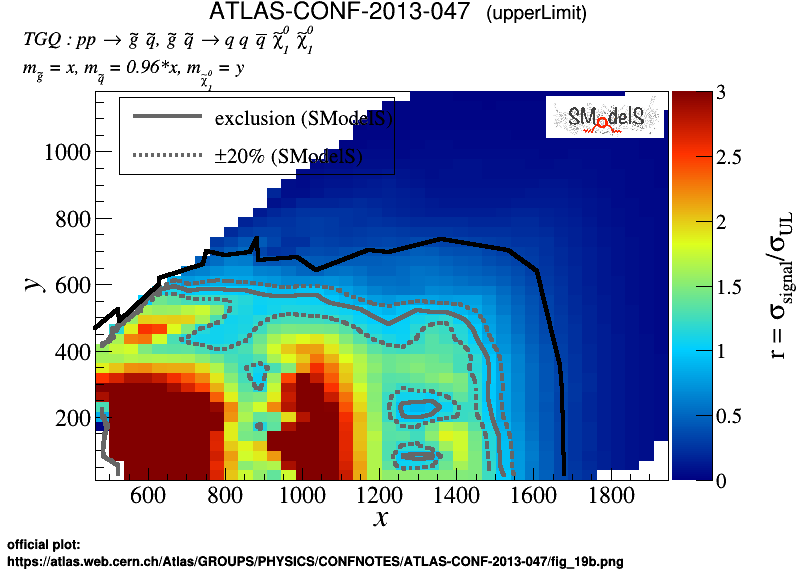 ATLAS-CONF-2013-047 (upperLimit)
TGQ : pp → g̃ q̃, g̃ q̃ → q q q̅ χ̃₁⁰ χ̃₁⁰
m_g̃ = x, m_q̃ = 0.96*x, m_χ̃₁⁰ = y
exclusion (SModelS)
±20% (SModelS)
SModelS
1000
800
600
400
200
y
600 800 1000 1200 1400 1600 1800
x
3
2.5
2
1.5
1
0.5
0
r = σ_signal/σ_UL
official plot:
https://atlas.web.cern.ch/Atlas/GROUPS/PHYSICS/CONFNOTES/ATLAS-CONF-2013-047/fig_19b.png